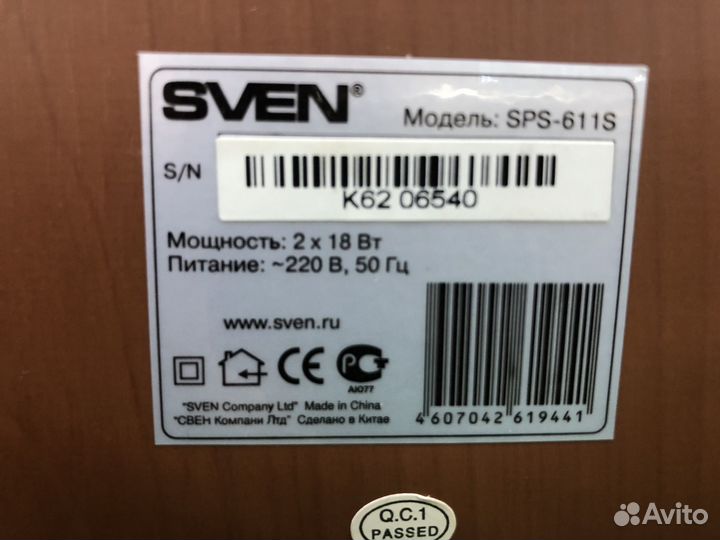 SVEN®
Модель: SPS-611S
S/N
K62 06540
Мощность: 2 x 18 Вт
Питание: ~220 В, 50 Гц
www.sven.ru
CE
АЮ77
"SVEN Company Ltd" Made in China
"СВЕН Компани Лтд" Сделано в Китае
4 607042 619441
Q.C.1
PASSED
Avito